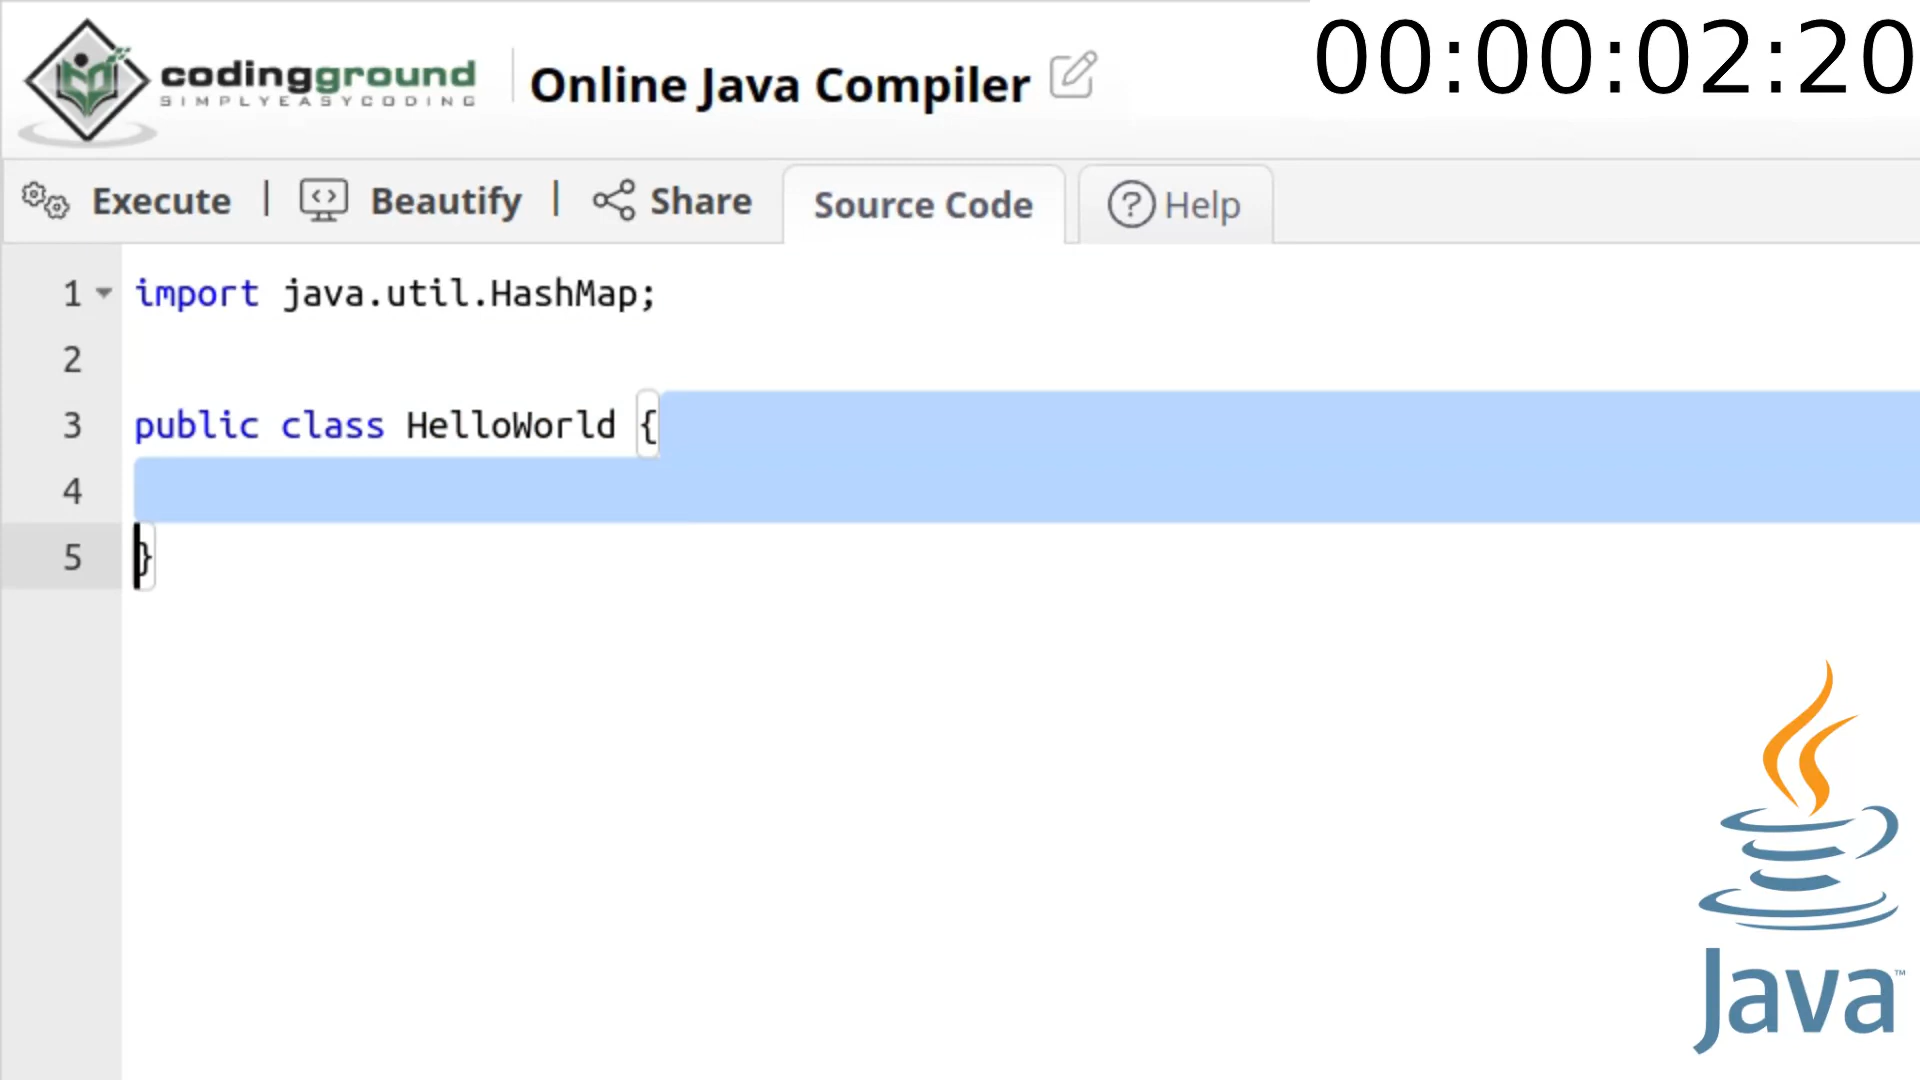 codingground
SIMPLYEASYCODING
Online Java Compiler
00:00:02:20
Execute | Beautify | Share
Source Code
Help
1 import java.util.HashMap;
2
3 public class HelloWorld {
4
5 }
Java™